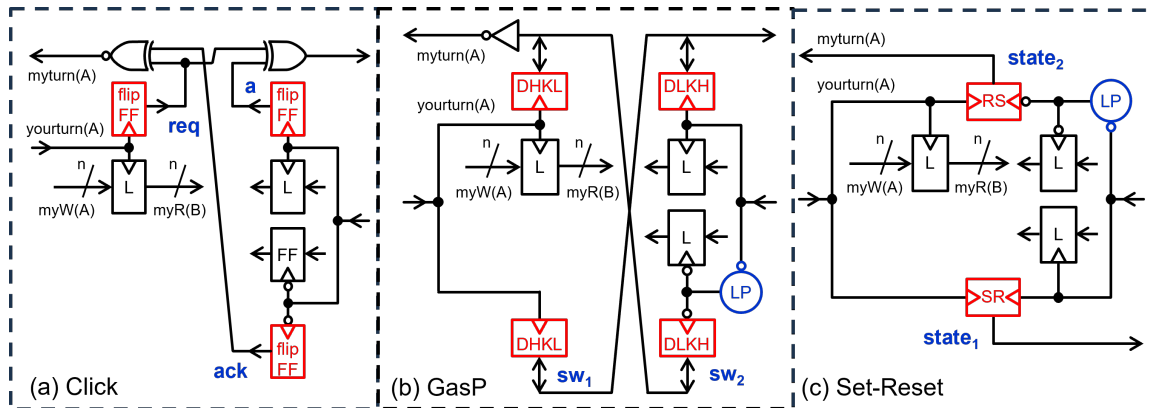 myturn(A)
flip
FF
a
flip
FF
req
yourturn(A)
n
n
L
L
myW(A)
myR(B)
FF
flip
FF
ack
(a) Click
myturn(A)
DHKL
DLKH
yourturn(A)
n
n
L
L
myW(A)
myR(B)
L
LP
DHKL
DLKH
sw1
sw2
(b) GasP
myturn(A)
state2
yourturn(A)
RS
LP
n
n
L
L
myW(A)
myR(B)
L
SR
state1
(c) Set-Reset